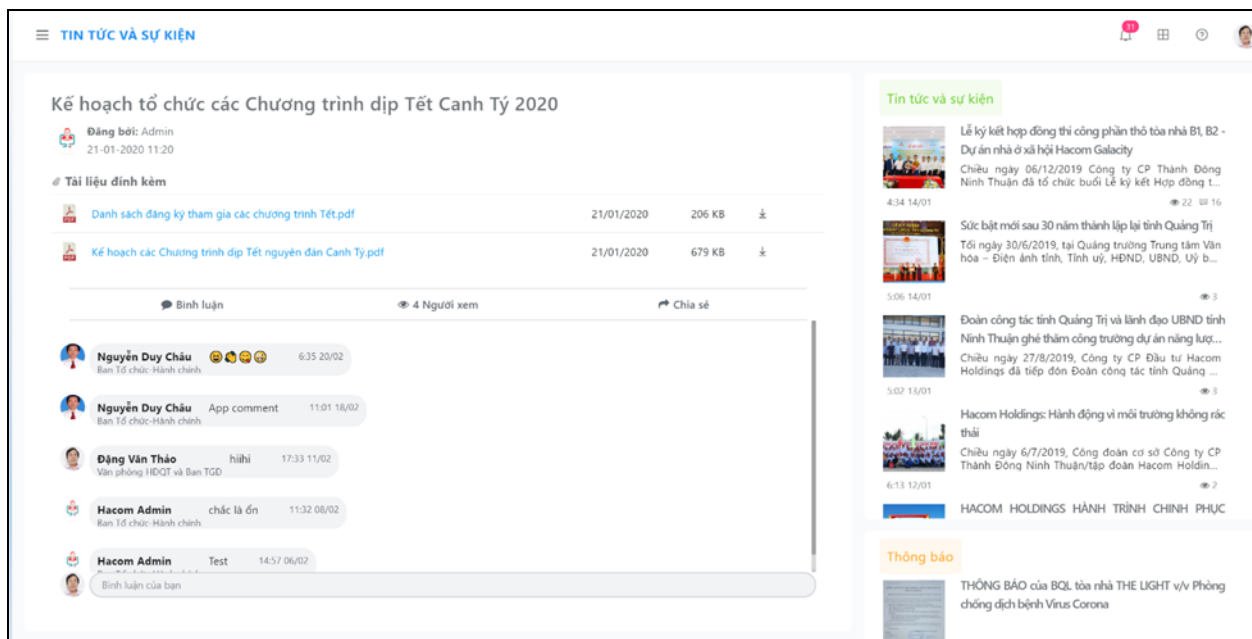 TIN TỨC VÀ SỰ KIỆN
31
Kế hoạch tổ chức các Chương trình dịp Tết Canh Tý 2020
Đăng bởi: Admin
21-01-2020 11:20
Tài liệu đính kèm
Danh sách đăng ký tham gia các chương trình Tết.pdf 21/01/2020 206 KB
Kế hoạch các Chương trình dịp Tết nguyên đán Canh Tý.pdf 21/01/2020 679 KB
Bình luận 4 Người xem Chia sẻ
Nguyễn Duy Châu 6:35 20/02
Ban Tổ chức-Hành chính
Nguyễn Duy Châu App comment 11:01 18/02
Ban Tổ chức-Hành chính
Đặng Văn Thảo hiihi 17:33 11/02
Văn phòng HĐQT và Ban TGĐ
Hacom Admin chắc là ổn 11:32 08/02
Ban Tổ chức-Hành chính
Hacom Admin Test 14:57 06/02
Bình luận của bạn
Tin tức và sự kiện
Lễ ký kết hợp đồng thi công phần thô tòa nhà B1, B2 -
Dự án nhà ở xã hội Hacom Galacity
Chiều ngày 06/12/2019 Công ty CP Thành Đông
Ninh Thuận đã tổ chức buổi Lễ ký kết Hợp đồng t...
4:34 14/01 22 16
Sức bật mới sau 30 năm thành lập lại tỉnh Quảng Trị
Tối ngày 30/6/2019, tại Quảng trường Trung tâm Văn
hóa – Điện ảnh tỉnh, Tỉnh uỷ, HĐND, UBND, Uỷ b...
5:06 14/01 3
Đoàn công tác tỉnh Quảng Trị và lãnh đạo UBND tỉnh
Ninh Thuận ghé thăm công trường dự án năng lượ...
Chiều ngày 27/8/2019, Công ty CP Đầu tư Hacom
Holdings đã tiếp đón Đoàn công tác tỉnh Quảng ...
5:02 13/01 3
Hacom Holdings: Hành động vì môi trường không rác
thải
Chiều ngày 6/7/2019, Công đoàn cơ sở Công ty CP
Thành Đông Ninh Thuận/tập đoàn Hacom Holdin...
6:13 12/01 2
HACOM HOLDINGS HÀNH TRÌNH CHINH PHỤC
Thông báo
THÔNG BÁO của BQL tòa nhà THE LIGHT v/v Phòng
chống dịch bệnh Virus Corona